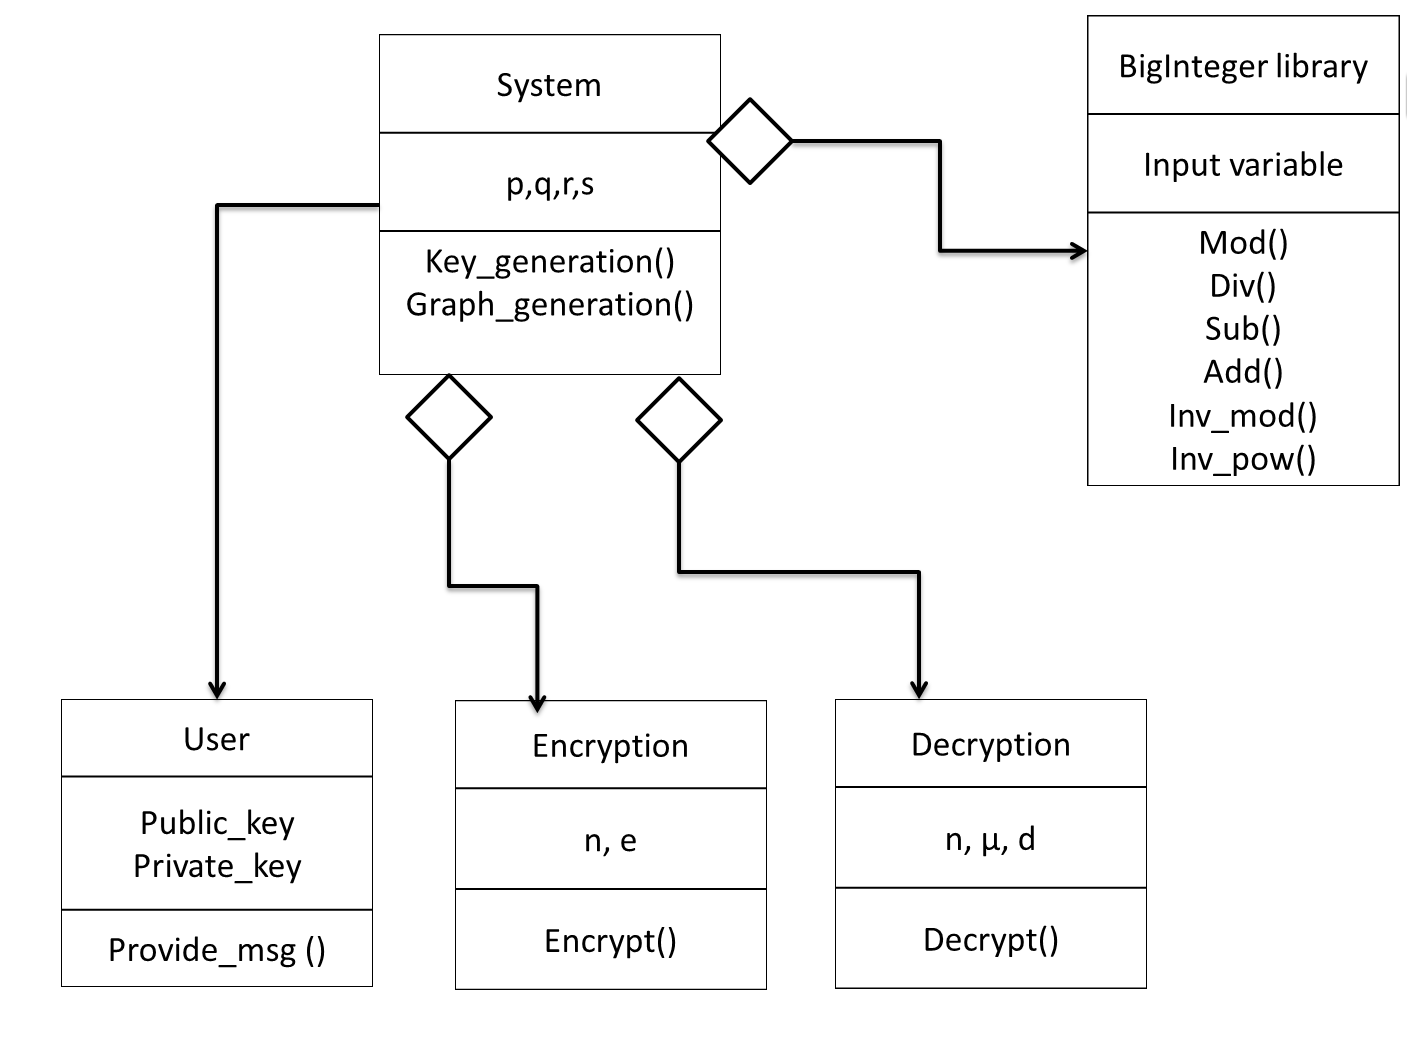 System
p,q,r,s
Key_generation()
Graph_generation()
BigInteger library
Input variable
Mod()
Div()
Sub()
Add()
Inv_mod()
Inv_pow()
User
Public_key
Private_key
Provide_msg ()
Encryption
n, e
Encrypt()
Decryption
n, µ, d
Decrypt()